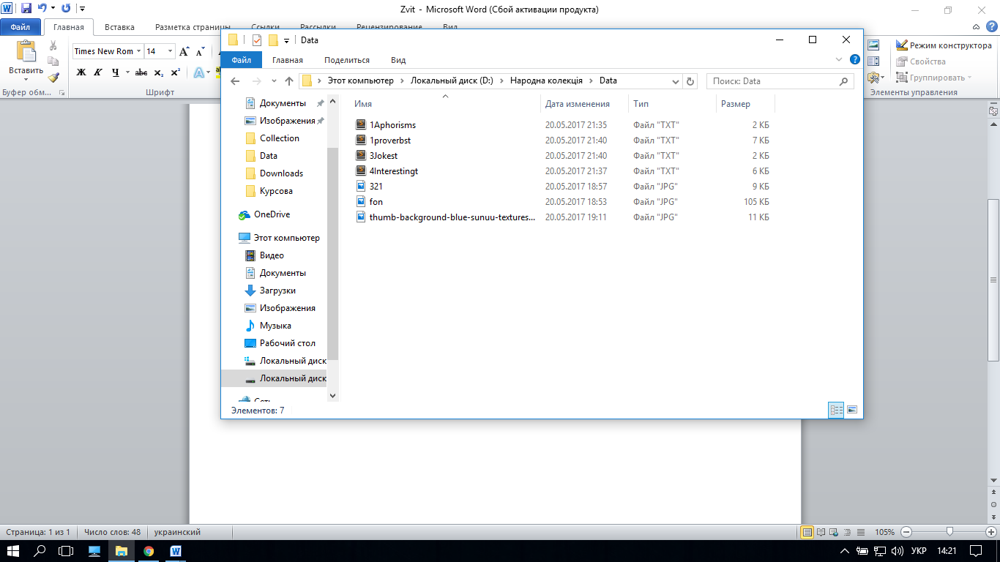 Zvit - Microsoft Word (Сбой активации продукта)
Файл Главная Вставка Разметка страницы Ссылки Рассылки Рецензирование Вид
Вставить
Буфер обм...
Times New Rom 14
Ж К Ч abc x₂ x²
Шрифт
Режим конструктора
Свойства
Группировать
Элементы управления
Data
Файл Главная Поделиться Вид
Этот компьютер Локальный диск (D:) Народна колекція Data
Поиск: Data
Документы
Изображения
Collection
Data
Downloads
Курсова
OneDrive
Этот компьютер
Видео
Документы
Загрузки
Изображения
Музыка
Рабочий стол
Локальный диск
Локальный диск
Сеть
Имя Дата изменения Тип Размер
1Aphorisms 20.05.2017 21:35 Файл "TXT" 2 КБ
1proverbst 20.05.2017 21:40 Файл "TXT" 7 КБ
3Jokest 20.05.2017 21:40 Файл "TXT" 2 КБ
4Interestingt 20.05.2017 21:37 Файл "TXT" 6 КБ
321 20.05.2017 18:57 Файл "JPG" 9 КБ
fon 20.05.2017 18:53 Файл "JPG" 105 КБ
thumb-background-blue-sunuu-textures... 20.05.2017 19:11 Файл "JPG" 11 КБ
Элементов: 7
Страница: 1 из 1 Число слов: 48 украинский
105%
УКР 14:21